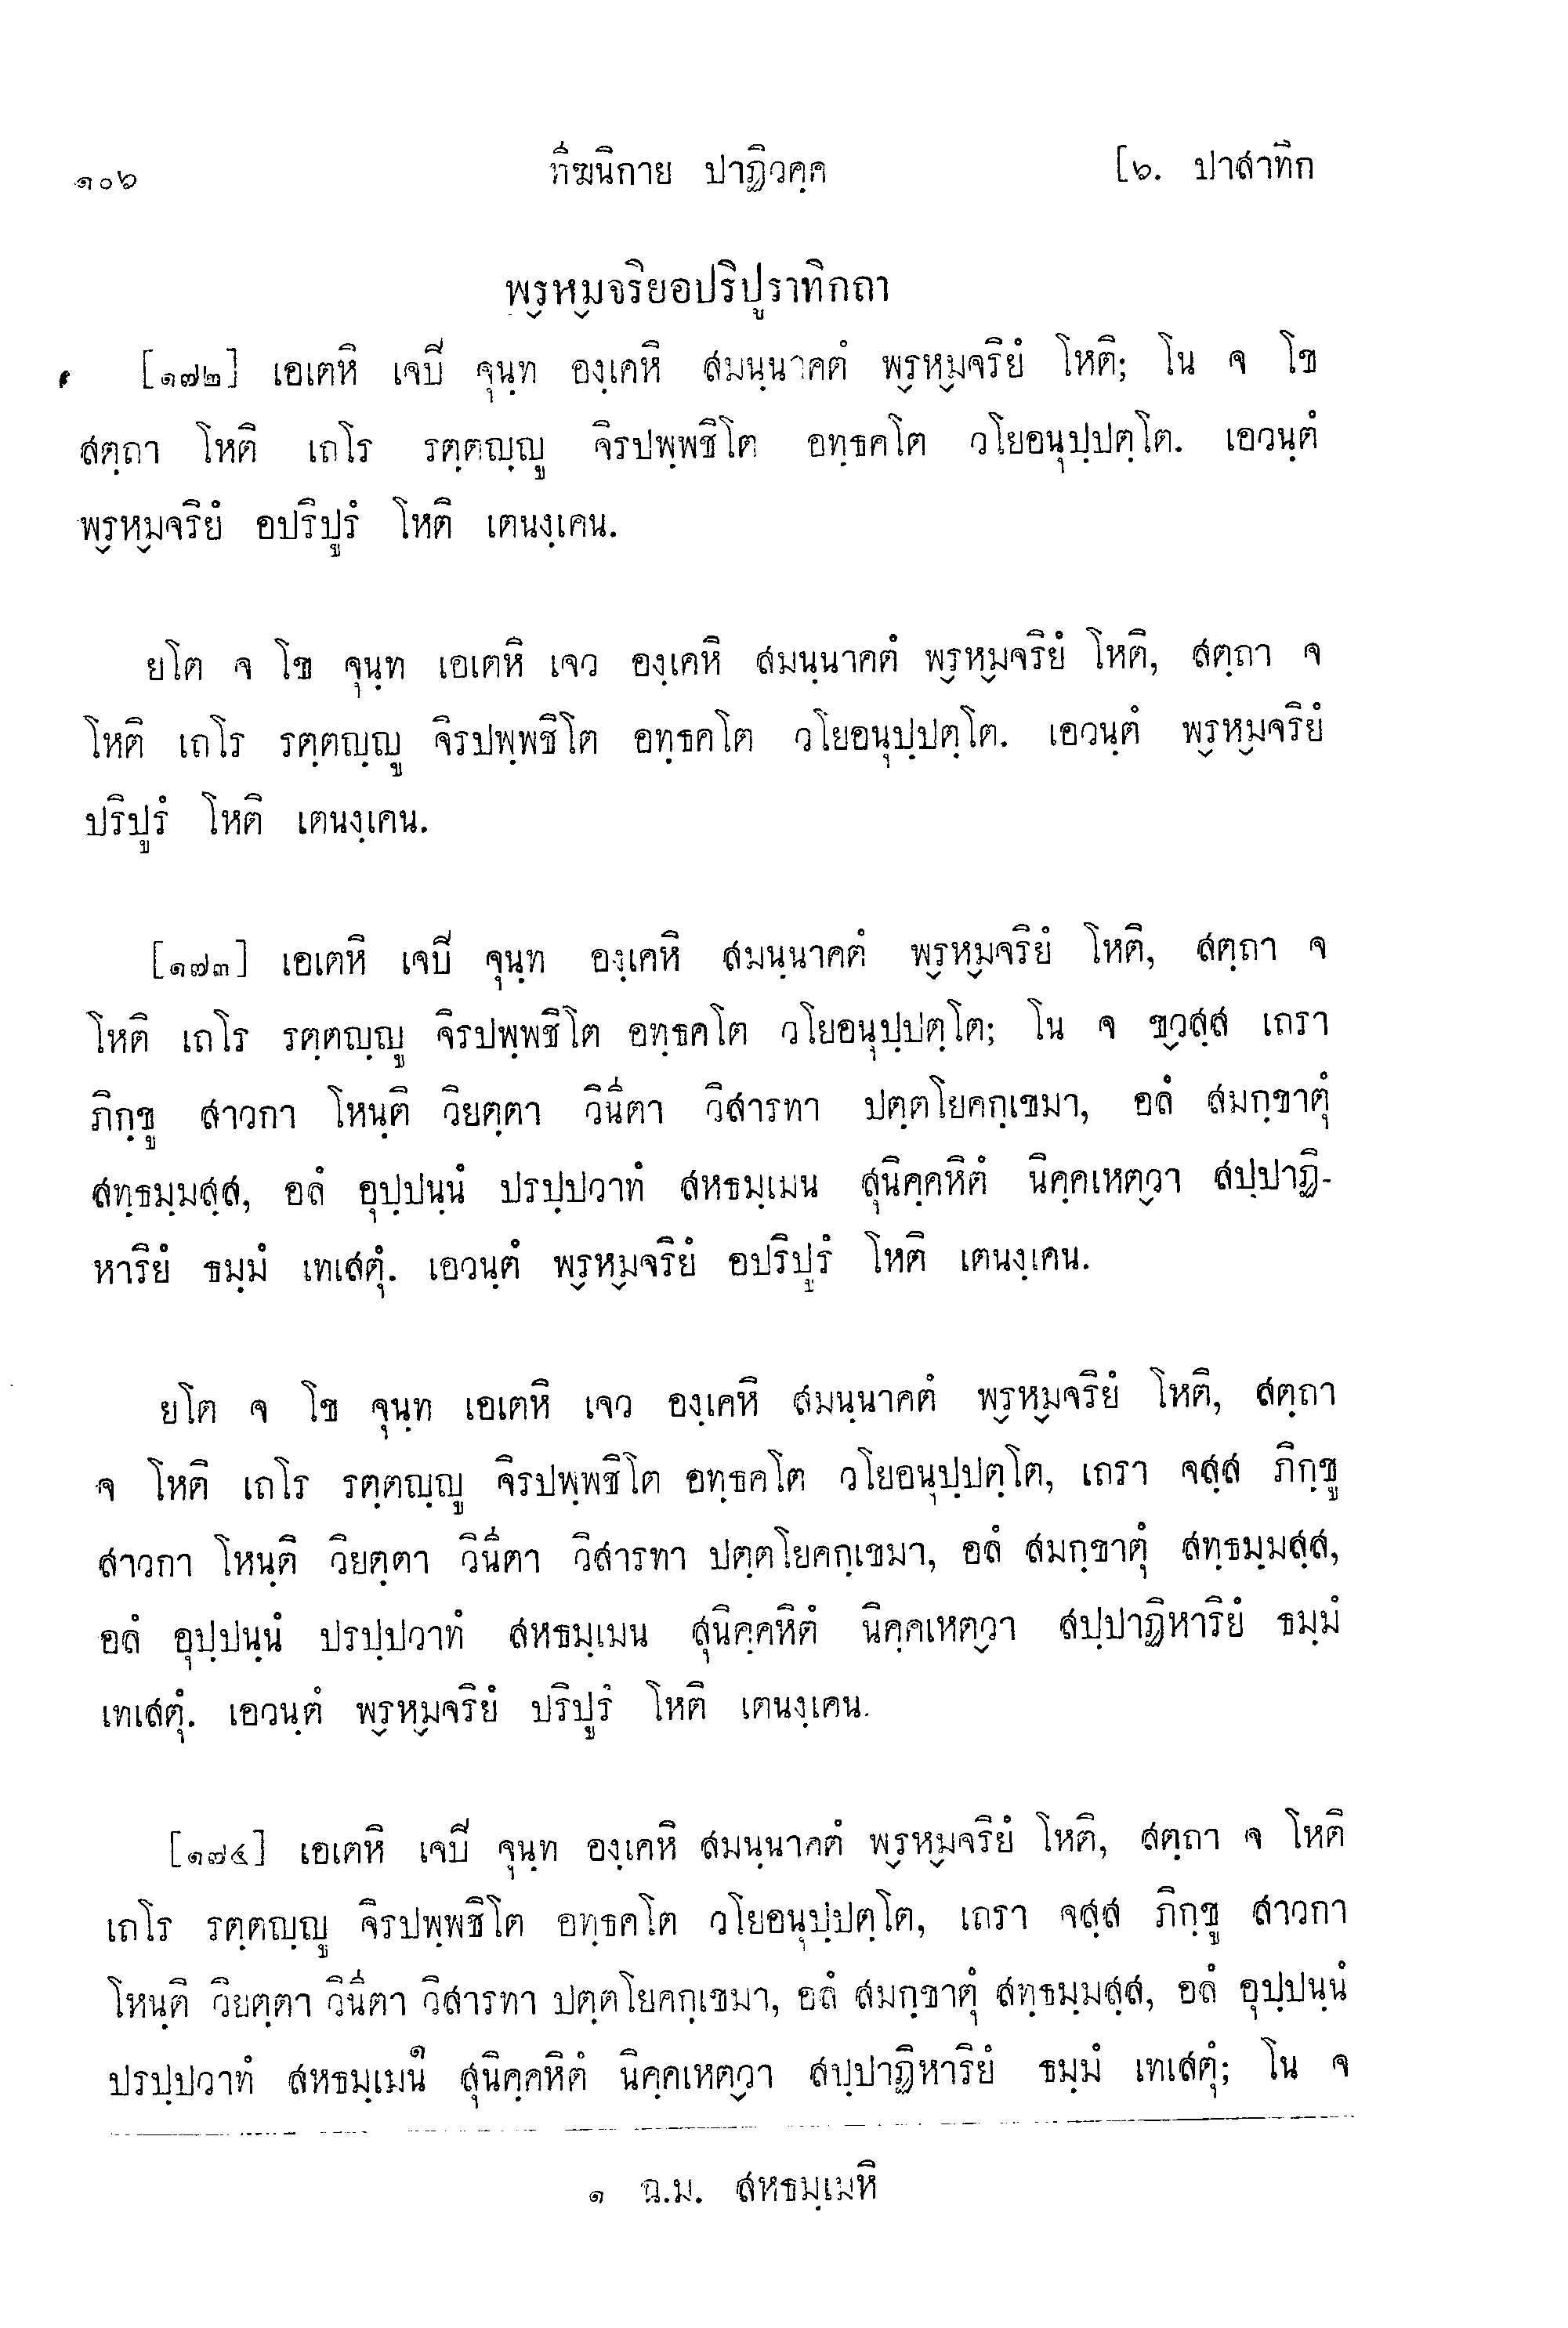 ๑๐๖ ทีฆนิกาย ปาฏิวคฺค [๖. ปาสาทิก
พฺรหฺมจริยอปริปูราทิกถา
[๑๗๒] เอเตหิ เจปิ จุนฺท องฺเคหิ สมนฺนาคตํ พฺรหฺมจริยํ โหติ; โน จ โข
สตฺถา โหติ เถโร รตฺตญฺญู จิรปพฺพชิโต อทฺธคโต วโยอนุปฺปตฺโต. เอวนฺตํ
พฺรหฺมจริยํ อปริปูรํ โหติ เตนงฺเคน.
ยโต จ โข จุนฺท เอเตหิ เจว องฺเคหิ สมนฺนาคตํ พฺรหฺมจริยํ โหติ, สตฺถา จ
โหติ เถโร รตฺตญฺญู จิรปพฺพชิโต อทฺธคโต วโยอนุปฺปตฺโต. เอวนฺตํ พฺรหฺมจริยํ
ปริปูรํ โหติ เตนงฺเคน.
[๑๗๓] เอเตหิ เจปิ จุนฺท องฺเคหิ สมนฺนาคตํ พฺรหฺมจริยํ โหติ, สตฺถา จ
โหติ เถโร รตฺตญฺญู จิรปพฺพชิโต อทฺธคโต วโยอนุปฺปตฺโต; โน จ ขฺวสฺส เถรา
ภิกฺขู สาวกา โหนฺติ วิยตฺตา วินีตา วิสารทา ปตฺตโยคกฺเขมา, อลํ สมกฺขาตุํ
สทฺธมฺมสฺส, อลํ อุปฺปนฺนํ ปรปฺปวาทํ สหธมฺเมน สุนิคฺคหิตํ นิคฺคเหตฺวา สปฺปาฏิ-
หาริยํ ธมฺมํ เทเสตุํ. เอวนฺตํ พฺรหฺมจริยํ อปริปูรํ โหติ เตนงฺเคน.
ยโต จ โข จุนฺท เอเตหิ เจว องฺเคหิ สมนฺนาคตํ พฺรหฺมจริยํ โหติ, สตฺถา
จ โหติ เถโร รตฺตญฺญู จิรปพฺพชิโต อทฺธคโต วโยอนุปฺปตฺโต, เถรา จสฺส ภิกฺขู
สาวกา โหนฺติ วิยตฺตา วินีตา วิสารทา ปตฺตโยคกฺเขมา, อลํ สมกฺขาตุํ สทฺธมฺมสฺส,
อลํ อุปฺปนฺนํ ปรปฺปวาทํ สหธมฺเมน สุนิคฺคหิตํ นิคฺคเหตฺวา สปฺปาฏิหาริยํ ธมฺมํ
เทเสตุํ. เอวนฺตํ พฺรหฺมจริยํ ปริปูรํ โหติ เตนงฺเคน.
[๑๗๔] เอเตหิ เจปิ จุนฺท องฺเคหิ สมนฺนาคตํ พฺรหฺมจริยํ โหติ, สตฺถา จ โหติ
เถโร รตฺตญฺญู จิรปพฺพชิโต อทฺธคโต วโยอนุปฺปตฺโต, เถรา จสฺส ภิกฺขู สาวกา
โหนฺติ วิยตฺตา วินีตา วิสารทา ปตฺตโยคกฺเขมา, อลํ สมกฺขาตุํ สทฺธมฺมสฺส, อลํ อุปฺปนฺนํ
ปรปฺปวาทํ สหธมฺเมน๑ สุนิคฺคหิตํ นิคฺคเหตฺวา สปฺปาฏิหาริยํ ธมฺมํ เทเสตุํ; โน จ
๑ ฉ.ม. สหธมฺเมหิ